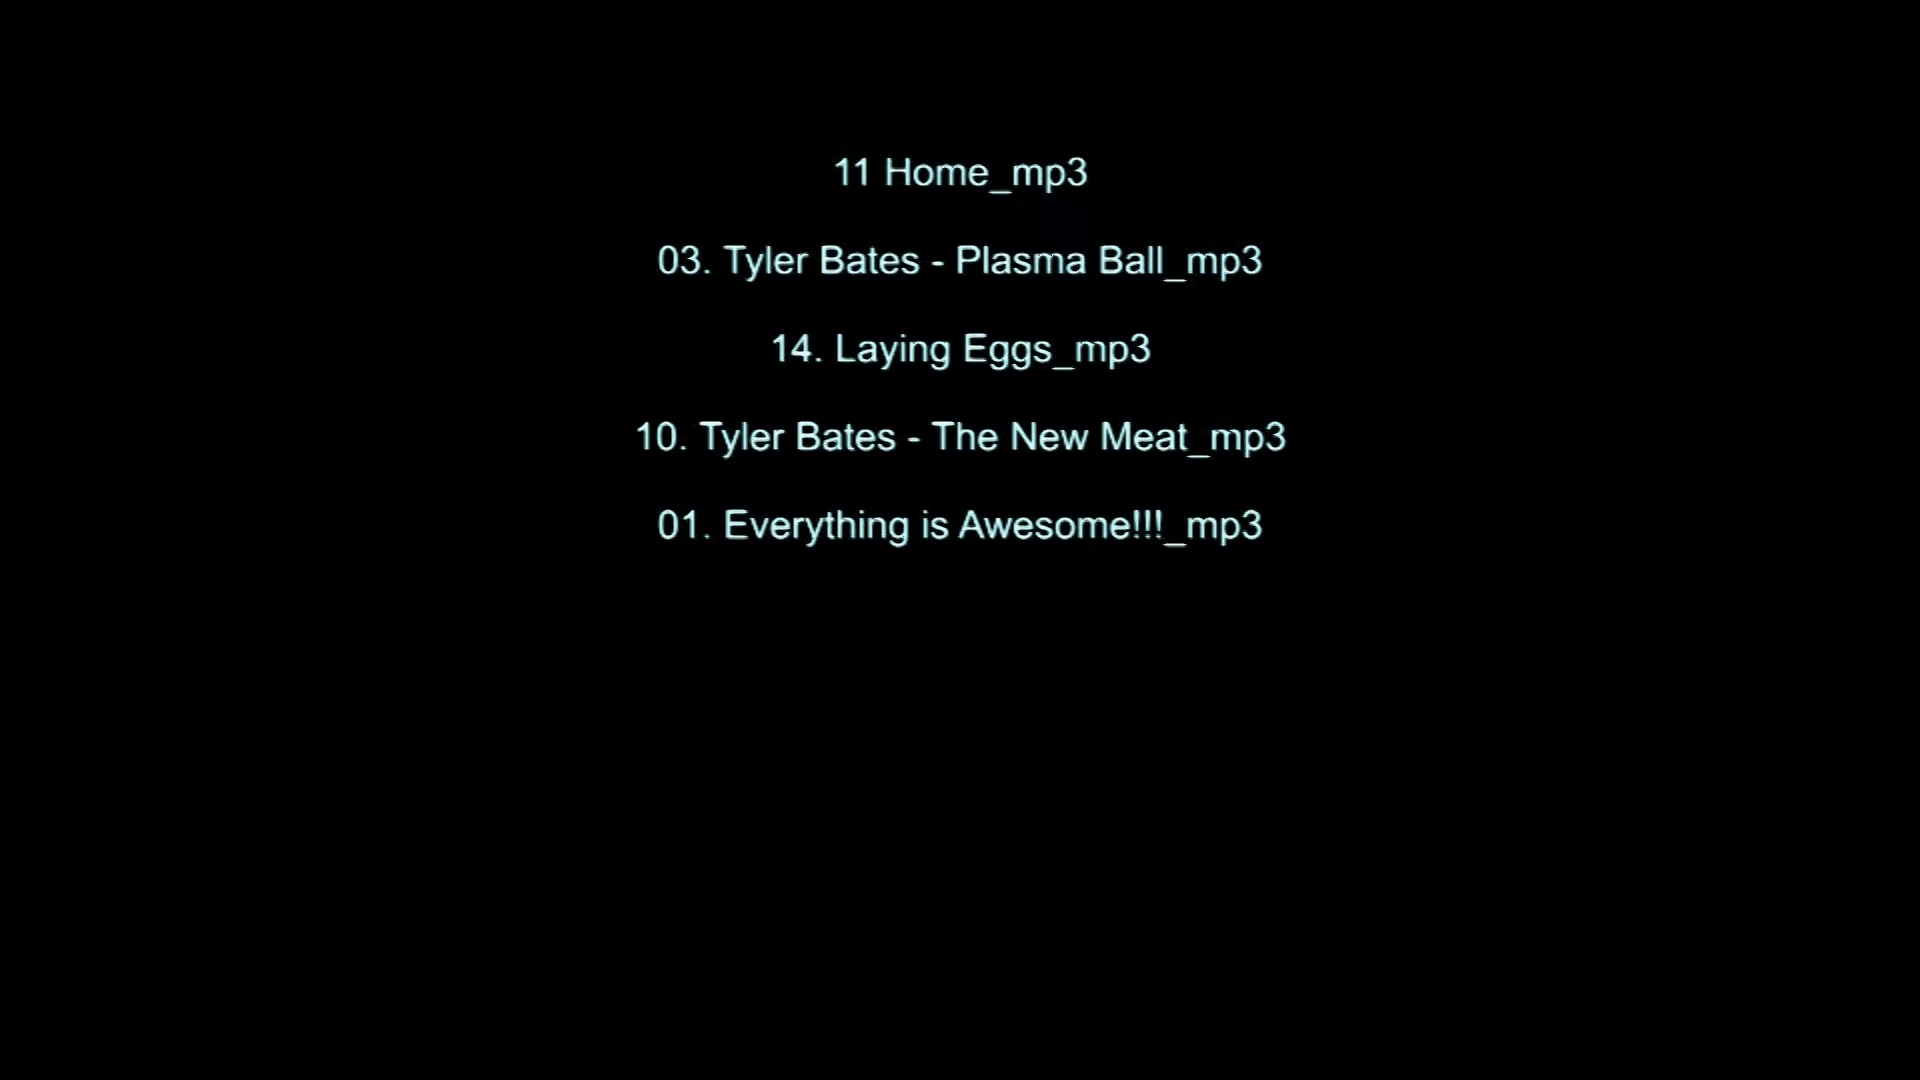 11 Home_mp3
03. Tyler Bates - Plasma Ball_mp3
14. Laying Eggs_mp3
10. Tyler Bates - The New Meat_mp3
01. Everything is Awesome!!!_mp3